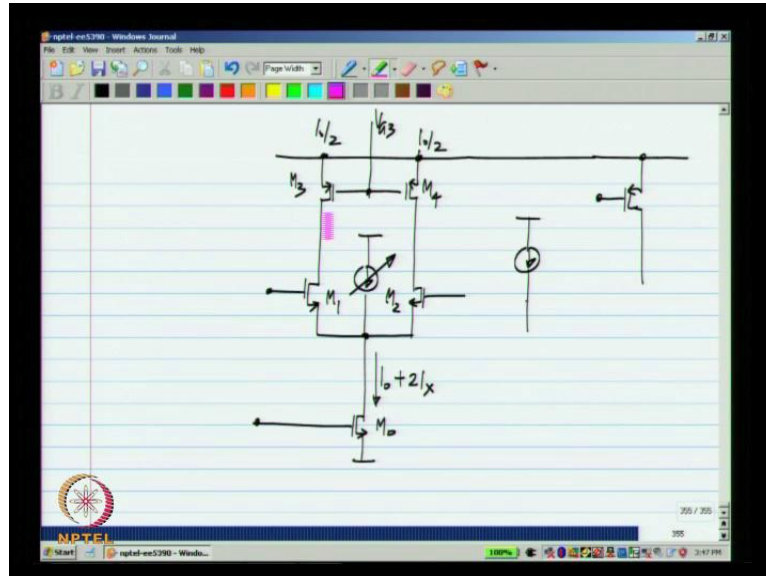 nptel-ee5390 - Windows Journal
File Edit View Insert Actions Tools Help
Page Width
B I
I₀/2 VG3 I₀/2
M3 M4
M1 M2
I₀+2Ix
M0
355 / 355
355
NPTEL
Start nptel-ee5390 - Windo... 100% 3:47 PM